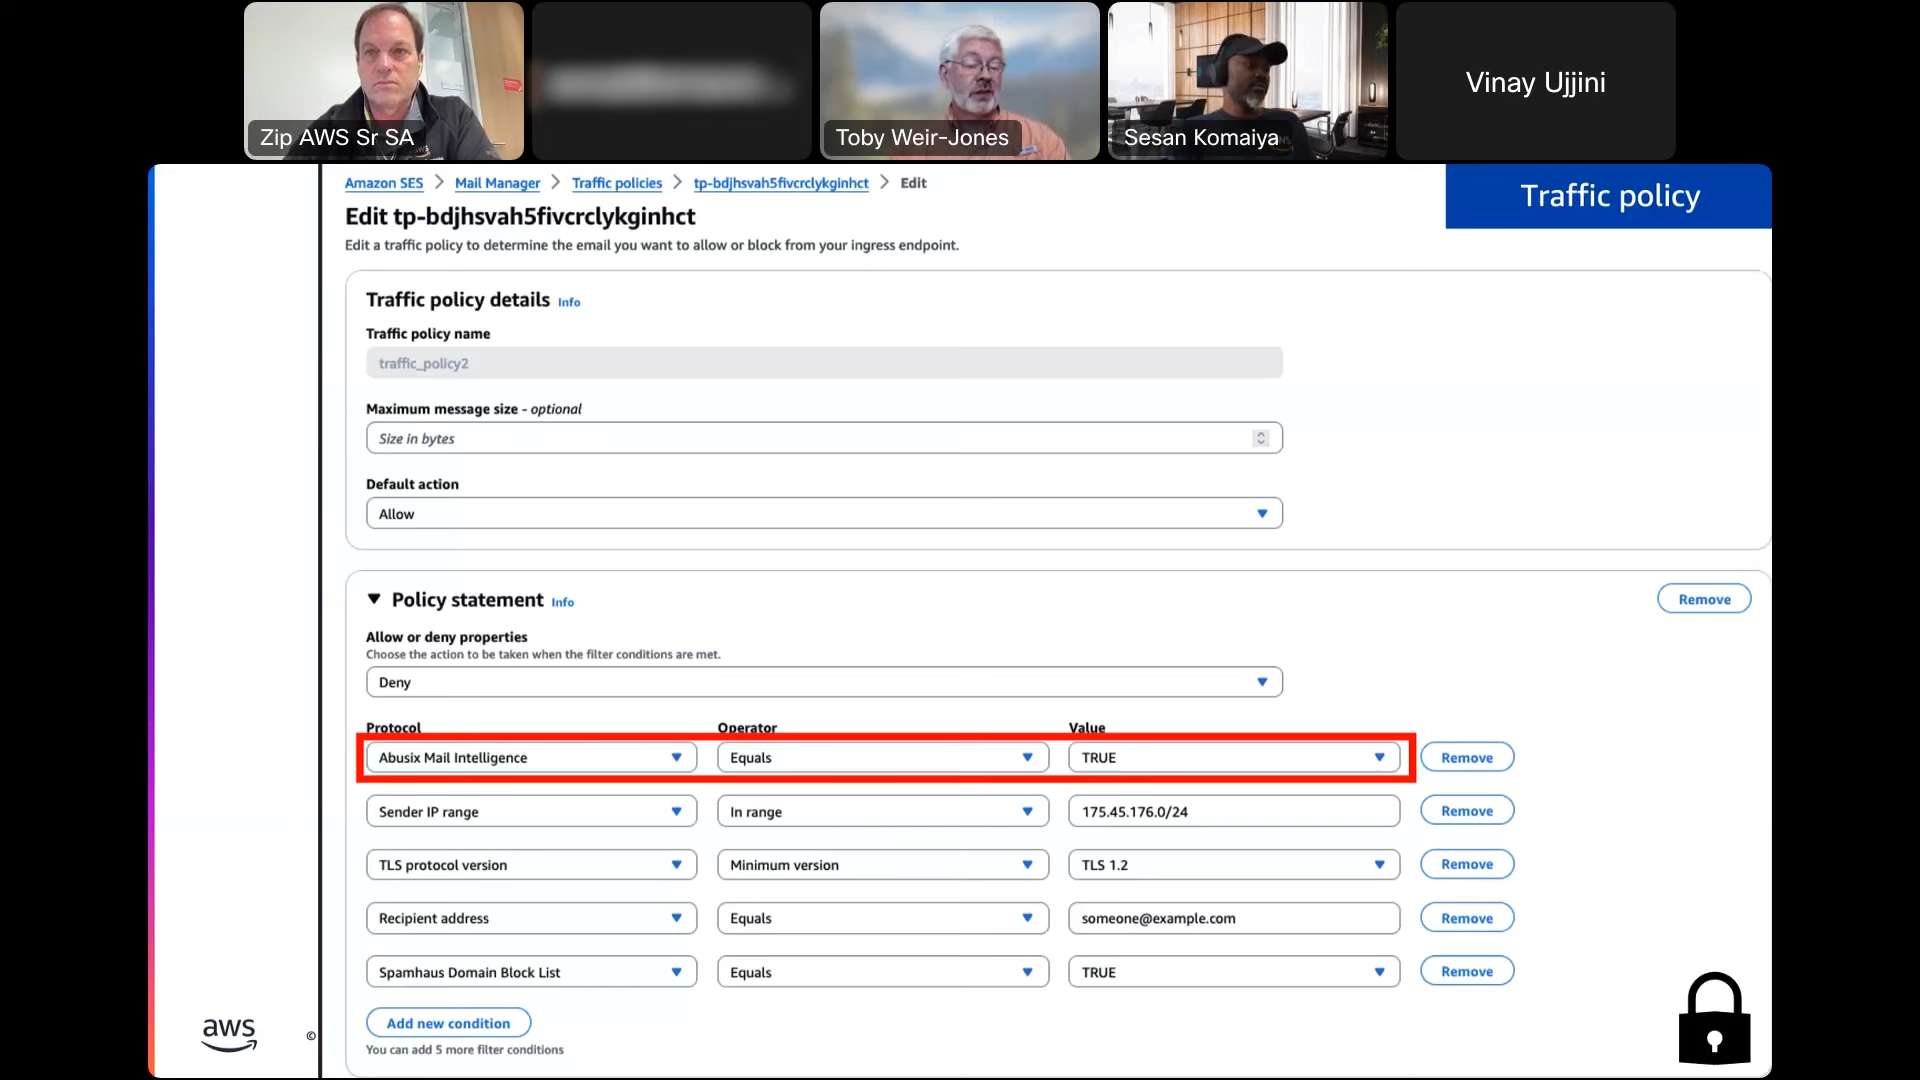 Zip AWS Sr SA
Toby Weir-Jones
Sesan Komaiya
Vinay Ujjini
Amazon SES > Mail Manager > Traffic policies > tp-bdjhsvah5fivcrclykginhct > Edit
Traffic policy
Edit tp-bdjhsvah5fivcrclykginhct
Edit a traffic policy to determine the email you want to allow or block from your ingress endpoint.
Traffic policy details Info
Traffic policy name
traffic_policy2
Maximum message size - optional
Size in bytes
Default action
Allow
Policy statement Info
Remove
Allow or deny properties
Choose the action to be taken when the filter conditions are met.
Deny
Protocol Operator Value
Abusix Mail Intelligence Equals TRUE Remove
Sender IP range In range 175.45.176.0/24 Remove
TLS protocol version Minimum version TLS 1.2 Remove
Recipient address Equals someone@example.com Remove
Spamhaus Domain Block List Equals TRUE Remove
Add new condition
You can add 5 more filter conditions
aws
©